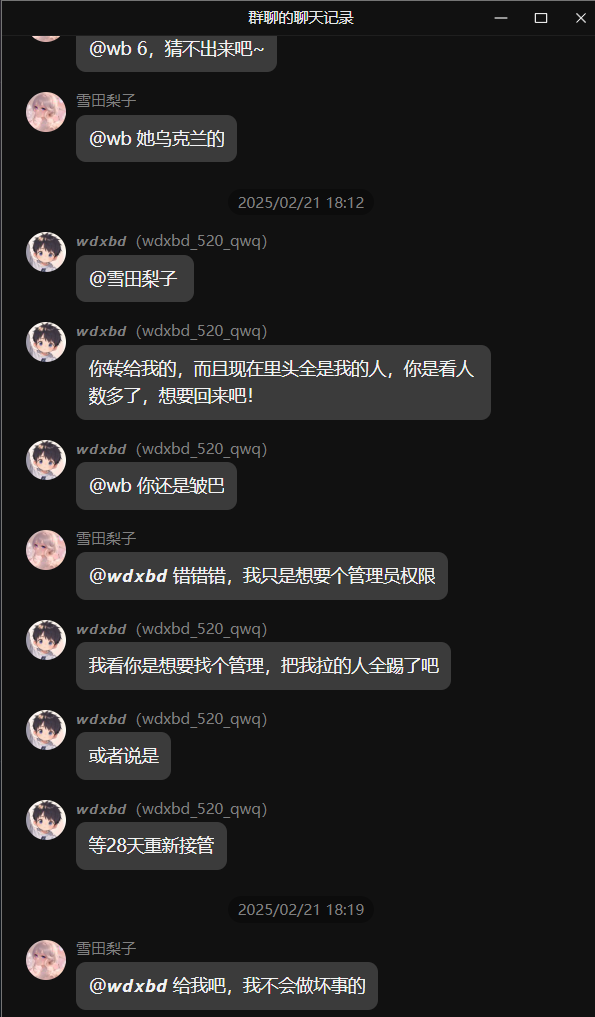 群聊的聊天记录
@wb 6，猜不出来吧~
雪田梨子
@wb 她乌克兰的
2025/02/21 18:12
wdxbd（wdxbd_520_qwq）
@雪田梨子
wdxbd（wdxbd_520_qwq）
你转给我的，而且现在里头全是我的人，你是看人
数多了，想要回来吧！
wdxbd（wdxbd_520_qwq）
@wb 你还是皱巴
雪田梨子
@wdxbd 错错错，我只是想要个管理员权限
wdxbd（wdxbd_520_qwq）
我看你是想要找个管理，把我拉的人全踢了吧
wdxbd（wdxbd_520_qwq）
或者说是
wdxbd（wdxbd_520_qwq）
等28天重新接管
2025/02/21 18:19
雪田梨子
@wdxbd 给我吧，我不会做坏事的